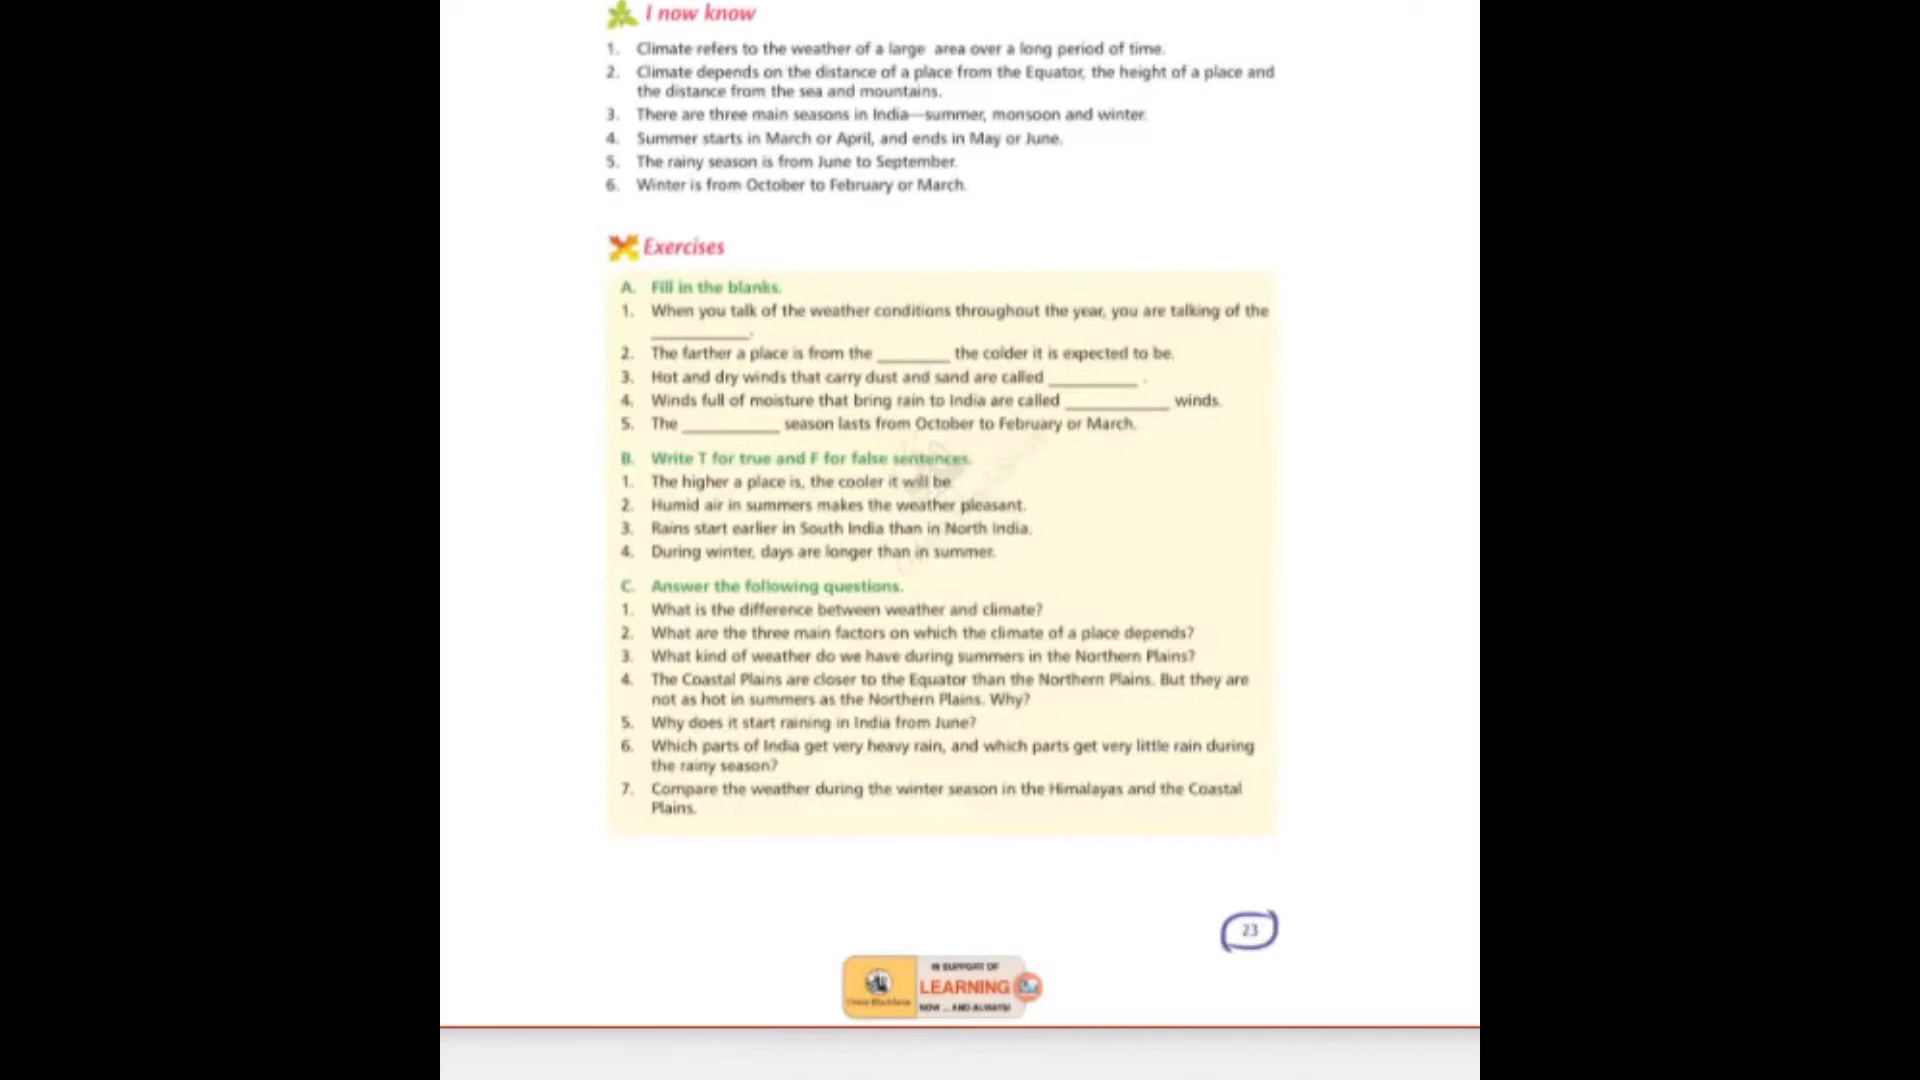 I now know
1. Climate refers to the weather of a large area over a long period of time.
2. Climate depends on the distance of a place from the Equator, the height of a place and
the distance from the sea and mountains.
3. There are three main seasons in India—summer, monsoon and winter.
4. Summer starts in March or April, and ends in May or June.
5. The rainy season is from June to September.
6. Winter is from October to February or March.
Exercises
A. Fill in the blanks.
1. When you talk of the weather conditions throughout the year, you are talking of the
____________.
2. The farther a place is from the _________ the colder it is expected to be.
3. Hot and dry winds that carry dust and sand are called ___________ .
4. Winds full of moisture that bring rain to India are called _____________ winds.
5. The ____________ season lasts from October to February or March.
B. Write T for true and F for false sentences.
1. The higher a place is, the cooler it will be.
2. Humid air in summers makes the weather pleasant.
3. Rains start earlier in South India than in North India.
4. During winter, days are longer than in summer.
C. Answer the following questions.
1. What is the difference between weather and climate?
2. What are the three main factors on which the climate of a place depends?
3. What kind of weather do we have during summers in the Northern Plains?
4. The Coastal Plains are closer to the Equator than the Northern Plains. But they are
not as hot in summers as the Northern Plains. Why?
5. Why does it start raining in India from June?
6. Which parts of India get very heavy rain, and which parts get very little rain during
the rainy season?
7. Compare the weather during the winter season in the Himalayas and the Coastal
Plains.
23
IN SUPPORT OF
LEARNING
Orient BlackSwan
NOW ... AND ALWAYS!